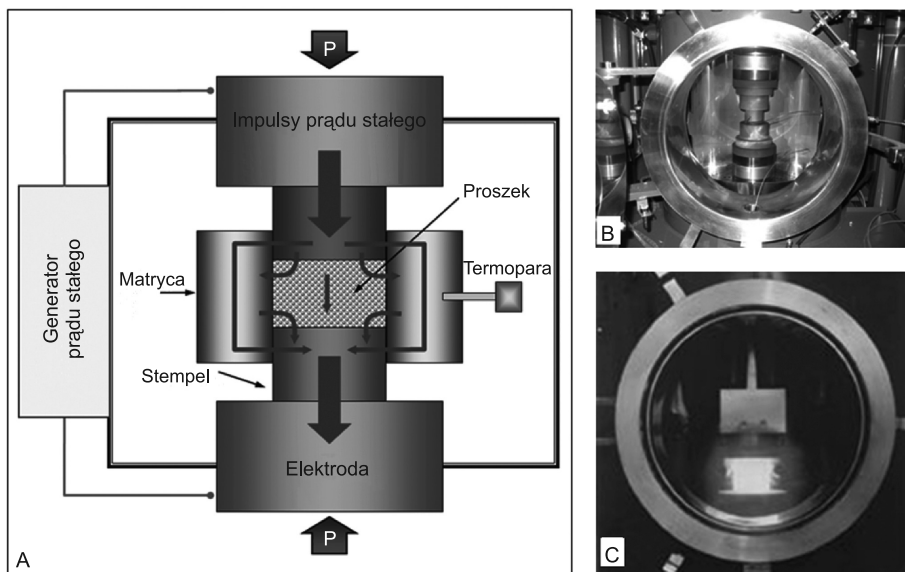 P
Impulsy prądu stałego
Proszek
Generator
prądu stałego
Matryca
Termopara
Stempel
Elektroda
P
A
B
C